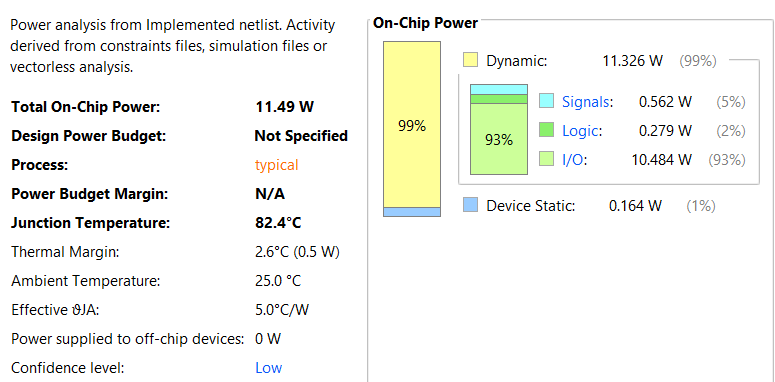 Power analysis from Implemented netlist. Activity
derived from constraints files, simulation files or
vectorless analysis.
Total On-Chip Power: 11.49 W
Design Power Budget: Not Specified
Process: typical
Power Budget Margin: N/A
Junction Temperature: 82.4°C
Thermal Margin: 2.6°C (0.5 W)
Ambient Temperature: 25.0 °C
Effective ϑJA: 5.0°C/W
Power supplied to off-chip devices: 0 W
Confidence level: Low
On-Chip Power
Dynamic: 11.326 W (99%)
99%
93%
Signals: 0.562 W (5%)
Logic: 0.279 W (2%)
I/O: 10.484 W (93%)
Device Static: 0.164 W (1%)